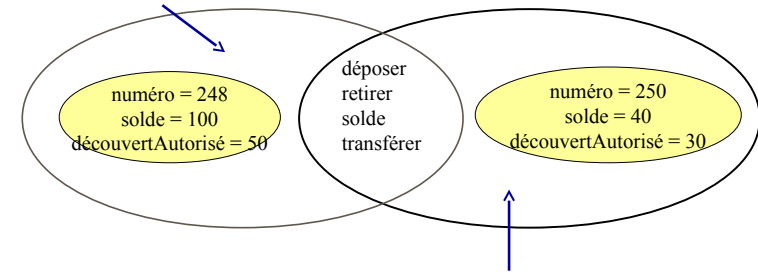 numéro = 248
solde = 100
découvertAutorisé = 50
déposer
retirer
solde
transférer
numéro = 250
solde = 40
découvertAutorisé = 30